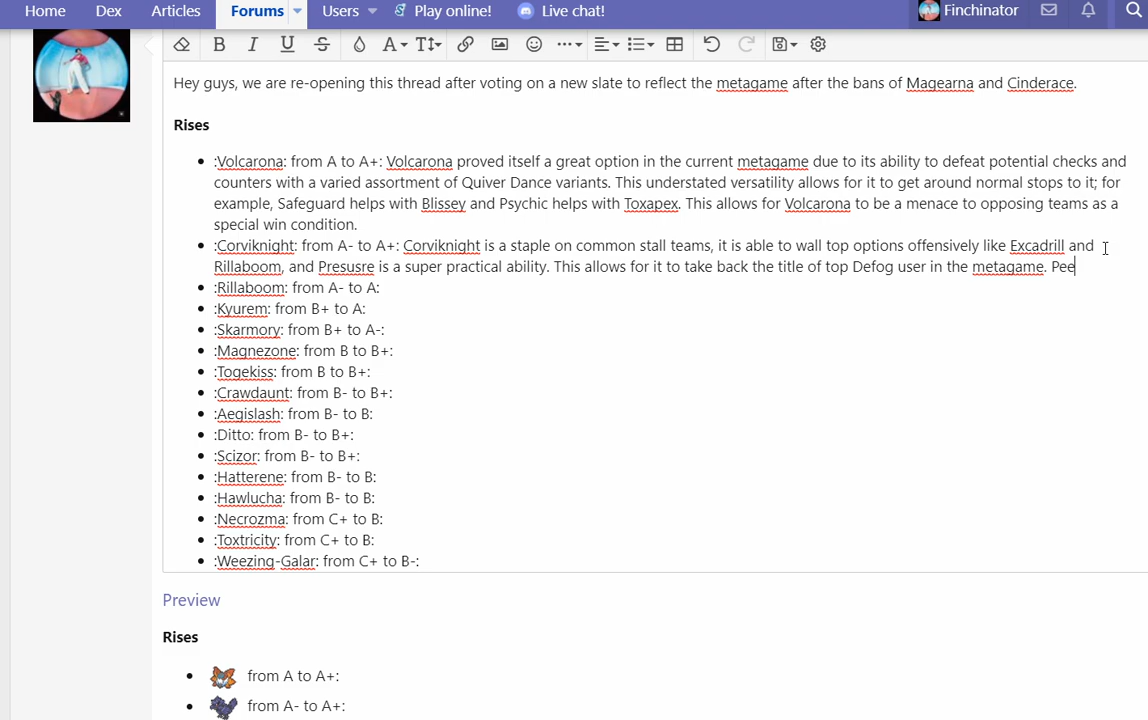 Home Dex Articles Forums Users Play online! Live chat! Finchinator
Hey guys, we are re-opening this thread after voting on a new slate to reflect the metagame after the bans of Magearna and Cinderace.
Rises
:Volcarona: from A to A+: Volcarona proved itself a great option in the current metagame due to its ability to defeat potential checks and
counters with a varied assortment of Quiver Dance variants. This understated versatility allows for it to get around normal stops to it; for
example, Safeguard helps with Blissey and Psychic helps with Toxapex. This allows for Volcarona to be a menace to opposing teams as a
special win condition.
:Corviknight: from A- to A+: Corviknight is a staple on common stall teams, it is able to wall top options offensively like Excadrill and
Rillaboom, and Presusre is a super practical ability. This allows for it to take back the title of top Defog user in the metagame. Pee
:Rillaboom: from A- to A:
:Kyurem: from B+ to A:
:Skarmory: from B+ to A-:
:Magnezone: from B to B+:
:Togekiss: from B to B+:
:Crawdaunt: from B- to B+:
:Aegislash: from B- to B:
:Ditto: from B- to B+:
:Scizor: from B- to B+:
:Hatterene: from B- to B:
:Hawlucha: from B- to B:
:Necrozma: from C+ to B:
:Toxtricity: from C+ to B:
:Weezing-Galar: from C+ to B-:
Preview
Rises
from A to A+:
from A- to A+: